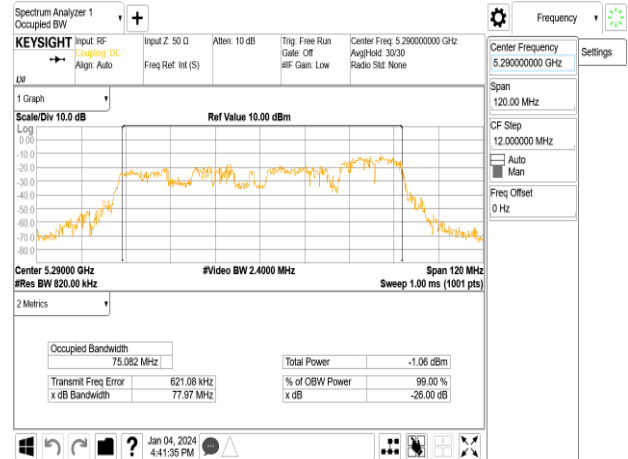 Spectrum Analyzer 1
Occupied BW
+
Frequency
KEYSIGHT Input: RF Input Z: 50 Ω Atten: 10 dB Trig: Free Run Center Freq: 5.290000000 GHz
Coupling: DC Gate: Off Avg|Hold: 30/30
Align: Auto Freq Ref: Int (S) #IF Gain: Low Radio Std: None
LXI
Center Frequency
5.290000000 GHz
Settings
Span
120.00 MHz
CF Step
12.000000 MHz
Auto
Man
Freq Offset
0 Hz
1 Graph
Scale/Div 10.0 dB Ref Value 10.00 dBm
Log
0.00
-10.0
-20.0
-30.0
-40.0
-50.0
-60.0
-70.0
-80.0
Center 5.29000 GHz #Video BW 2.4000 MHz Span 120 MHz
#Res BW 820.00 kHz Sweep 1.00 ms (1001 pts)
2 Metrics
Occupied Bandwidth
75.082 MHz
Total Power -1.06 dBm
Transmit Freq Error 621.08 kHz % of OBW Power 99.00 %
x dB Bandwidth 77.97 MHz x dB -26.00 dB
? Jan 04, 2024
4:41:35 PM